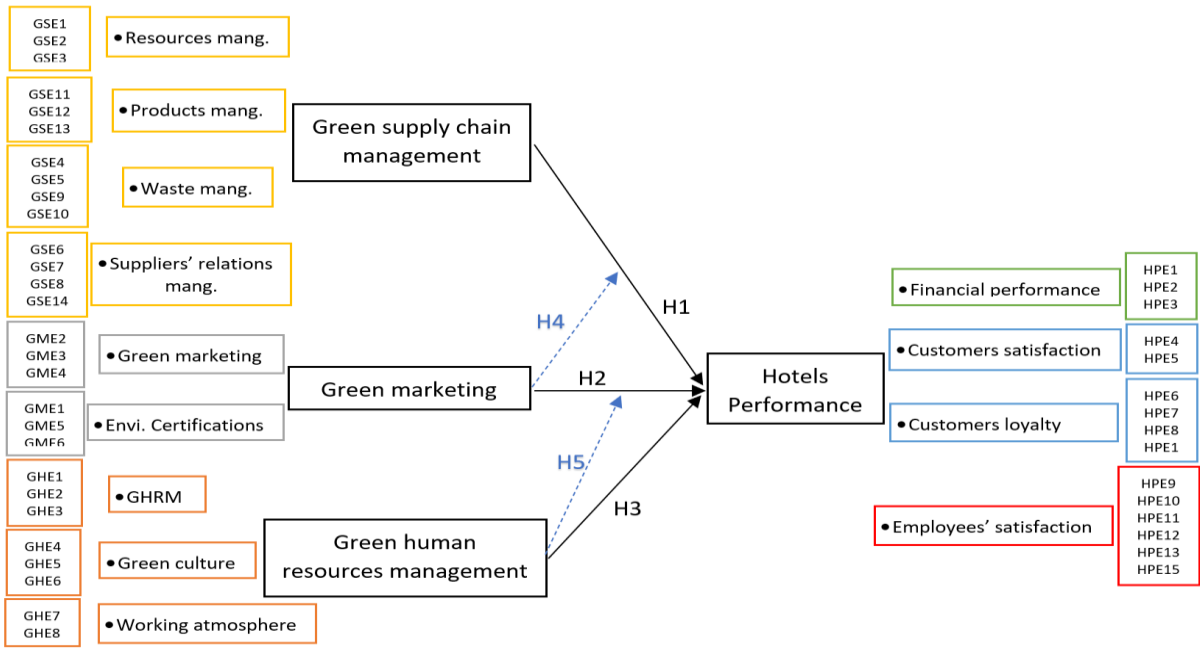 GSE1
GSE2
GSE3
• Resources mang.
GSE11
GSE12
GSE13
• Products mang.
GSE4
GSE5
GSE9
GSE10
• Waste mang.
GSE6
GSE7
GSE8
GSE14
• Suppliers’ relations
mang.
GME2
GME3
GME4
• Green marketing
GME1
GME5
GME6
• Envi. Certifications
GHE1
GHE2
GHE3
• GHRM
GHE4
GHE5
GHE6
• Green culture
GHE7
GHE8
• Working atmosphere
Green supply chain
management
Green marketing
Green human
resources management
H1
H4
H2
H5
H3
Hotels
Performance
• Financial performance
HPE1
HPE2
HPE3
• Customers satisfaction
HPE4
HPE5
• Customers loyalty
HPE6
HPE7
HPE8
HPE1
• Employees’ satisfaction
HPE9
HPE10
HPE11
HPE12
HPE13
HPE15